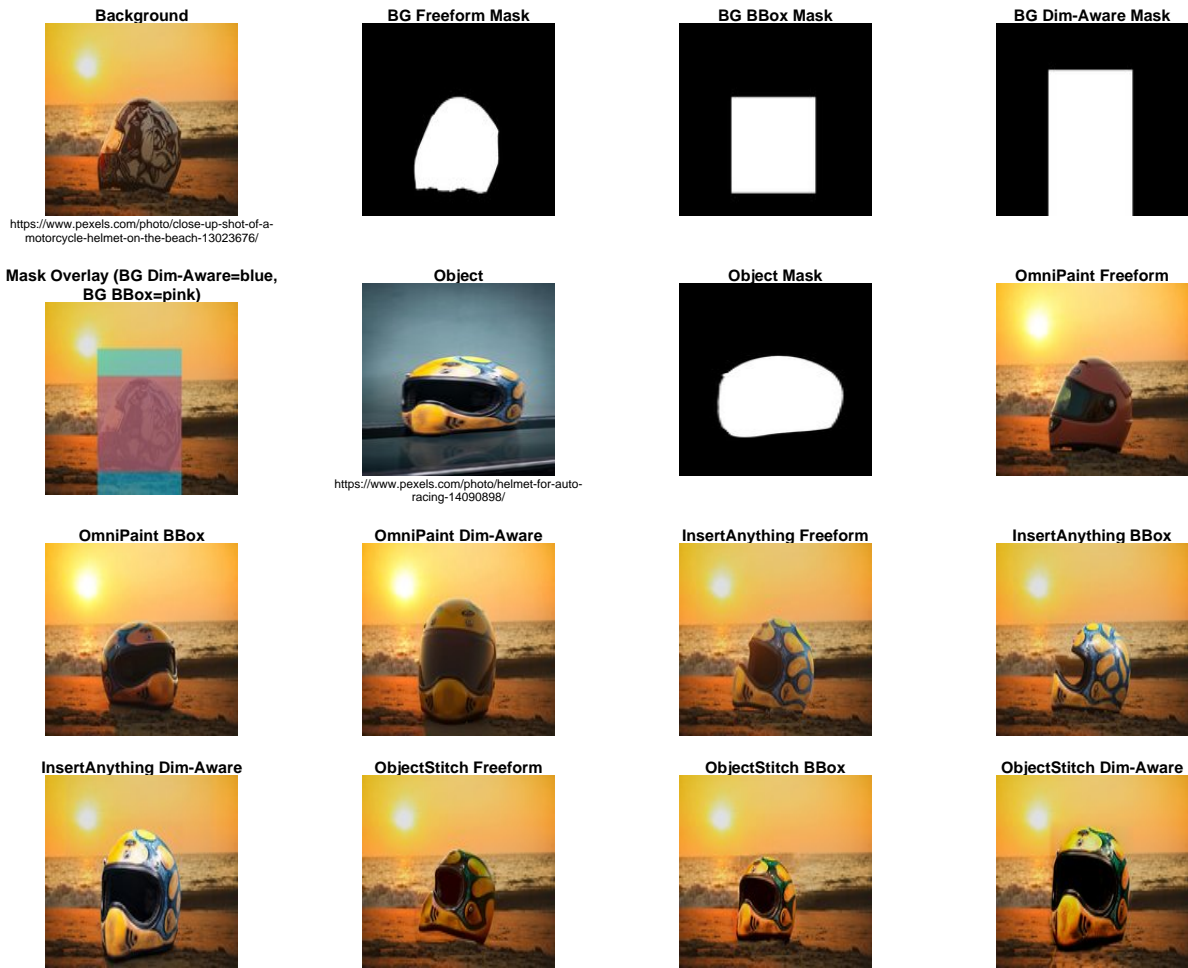 Background
BG Freeform Mask
BG BBox Mask
BG Dim-Aware Mask
https://www.pexels.com/photo/close-up-shot-of-a-
motorcycle-helmet-on-the-beach-13023676/
Mask Overlay (BG Dim-Aware=blue,
BG BBox=pink)
Object
Object Mask
OmniPaint Freeform
https://www.pexels.com/photo/helmet-for-auto-
racing-14090898/
OmniPaint BBox
OmniPaint Dim-Aware
InsertAnything Freeform
InsertAnything BBox
InsertAnything Dim-Aware
ObjectStitch Freeform
ObjectStitch BBox
ObjectStitch Dim-Aware